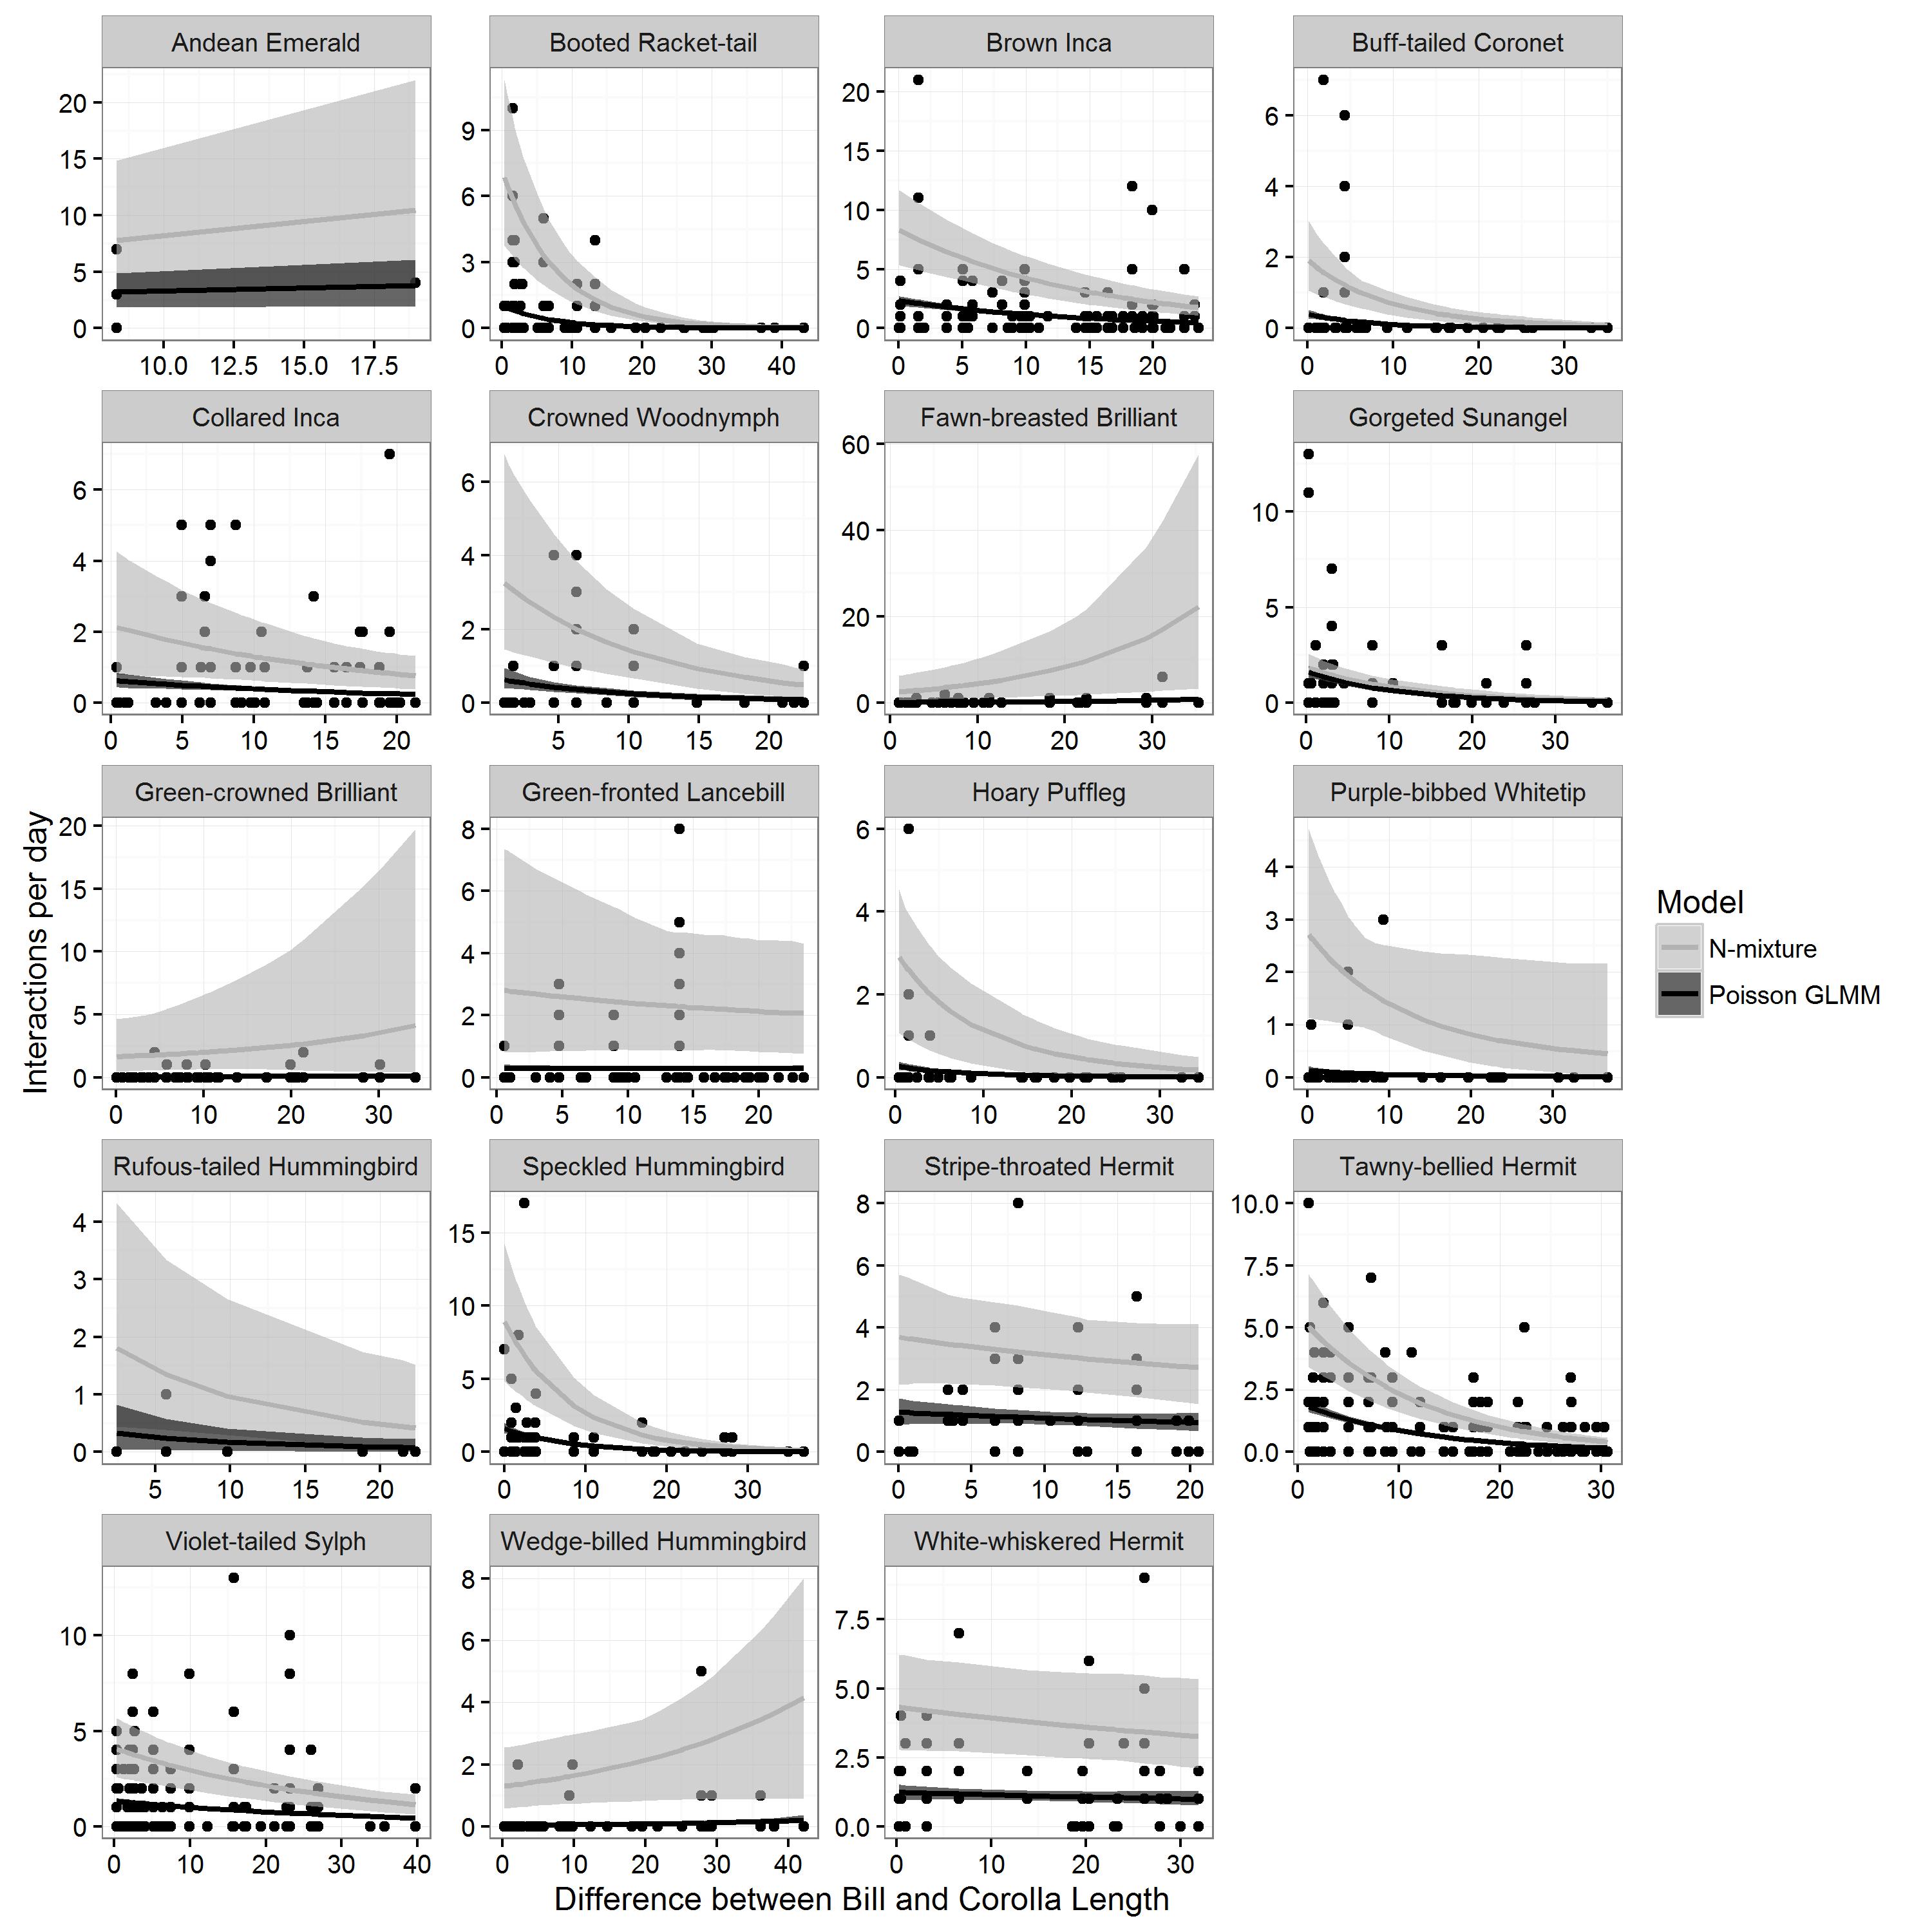 Andean Emerald Booted Racket-tail Brown Inca Buff-tailed Coronet
20 15 10 5 0
9 6 3 0
20 15 10 5 0
6 4 2 0
10.0 12.5 15.0 17.5 0 10 20 30 40 0 5 10 15 20 0 10 20 30
Collared Inca Crowned Woodnymph Fawn-breasted Brilliant Gorgeted Sunangel
6 4 2 0
6 4 2 0
60 40 20 0
10 5 0
0 5 10 15 20 5 10 15 20 0 10 20 30 0 10 20 30
Green-crowned Brilliant Green-fronted Lancebill Hoary Puffleg Purple-bibbed Whitetip
20 15 10 5 0
8 6 4 2 0
6 4 2 0
4 3 2 1 0
0 10 20 30 0 5 10 15 20 0 10 20 30 0 10 20 30
Rufous-tailed Hummingbird Speckled Hummingbird Stripe-throated Hermit Tawny-bellied Hermit
4 3 2 1 0
15 10 5 0
8 6 4 2 0
10.0 7.5 5.0 2.5 0.0
5 10 15 20 0 10 20 30 0 5 10 15 20 0 10 20 30
Violet-tailed Sylph Wedge-billed Hummingbird White-whiskered Hermit
10 5 0
8 6 4 2 0
7.5 5.0 2.5 0.0
0 10 20 30 40 0 10 20 30 40 0 10 20 30
Interactions per day
Difference between Bill and Corolla Length
Model
N-mixture
Poisson GLMM